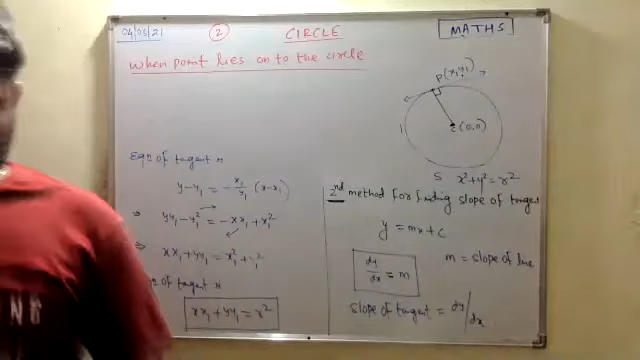 04/05/21
2
CIRCLE
MATHS
when point lies on to the circle
P(x₁,y₁)
C(0,0)
S x²+y²=r²
Eqn of tangent is
y-y₁ = -x₁/y₁ (x-x₁)
⇒ yy₁-y₁² = -xx₁+x₁²
⇒ xx₁+yy₁ = x₁²+y₁²
of tangent is
xx₁+yy₁=r²
2nd method for finding slope of tangent
y = mx+c
dy/dx = m
m = slope of line
slope of tangent = dy/dx